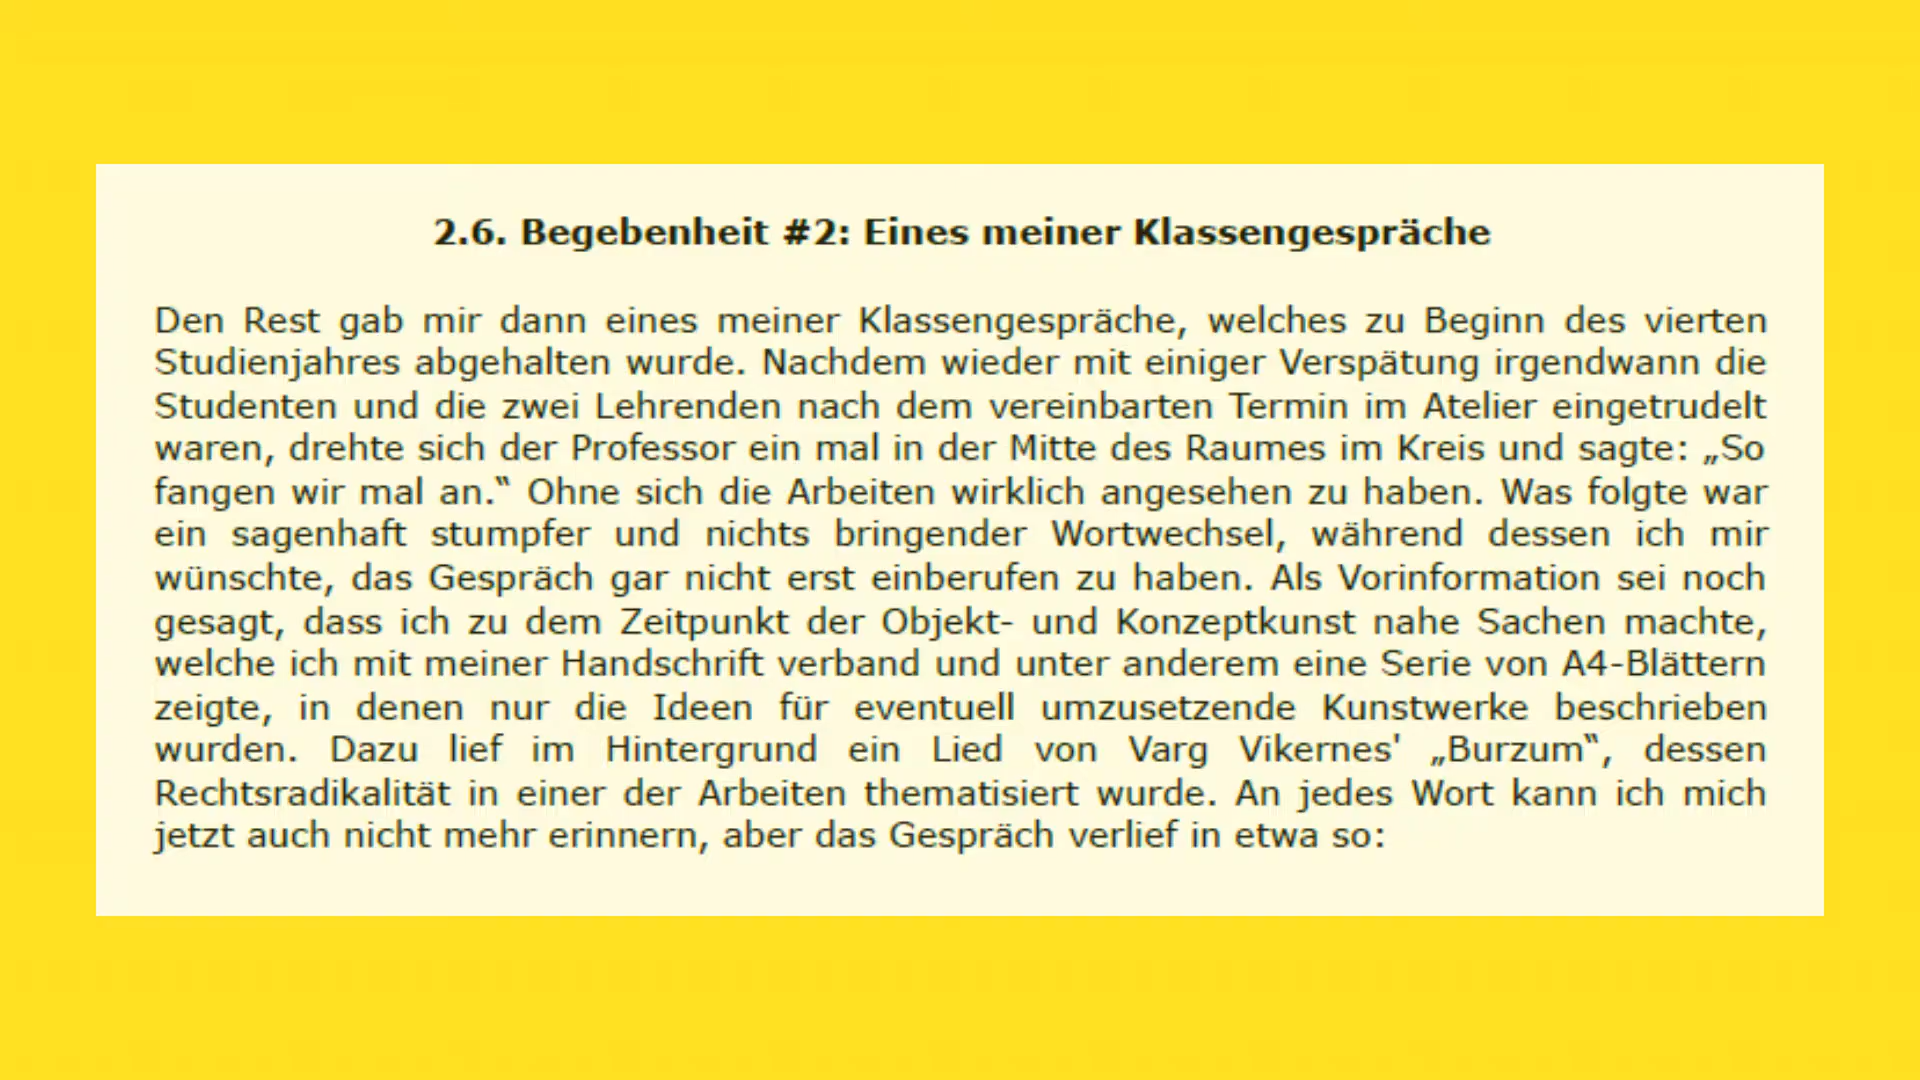 2.6. Begebenheit #2: Eines meiner Klassengespräche
Den Rest gab mir dann eines meiner Klassengespräche, welches zu Beginn des vierten
Studienjahres abgehalten wurde. Nachdem wieder mit einiger Verspätung irgendwann die
Studenten und die zwei Lehrenden nach dem vereinbarten Termin im Atelier eingetrudelt
waren, drehte sich der Professor ein mal in der Mitte des Raumes im Kreis und sagte: „So
fangen wir mal an.“ Ohne sich die Arbeiten wirklich angesehen zu haben. Was folgte war
ein sagenhaft stumpfer und nichts bringender Wortwechsel, während dessen ich mir
wünschte, das Gespräch gar nicht erst einberufen zu haben. Als Vorinformation sei noch
gesagt, dass ich zu dem Zeitpunkt der Objekt- und Konzeptkunst nahe Sachen machte,
welche ich mit meiner Handschrift verband und unter anderem eine Serie von A4-Blättern
zeigte, in denen nur die Ideen für eventuell umzusetzende Kunstwerke beschrieben
wurden. Dazu lief im Hintergrund ein Lied von Varg Vikernes' „Burzum“, dessen
Rechtsradikalität in einer der Arbeiten thematisiert wurde. An jedes Wort kann ich mich
jetzt auch nicht mehr erinnern, aber das Gespräch verlief in etwa so: